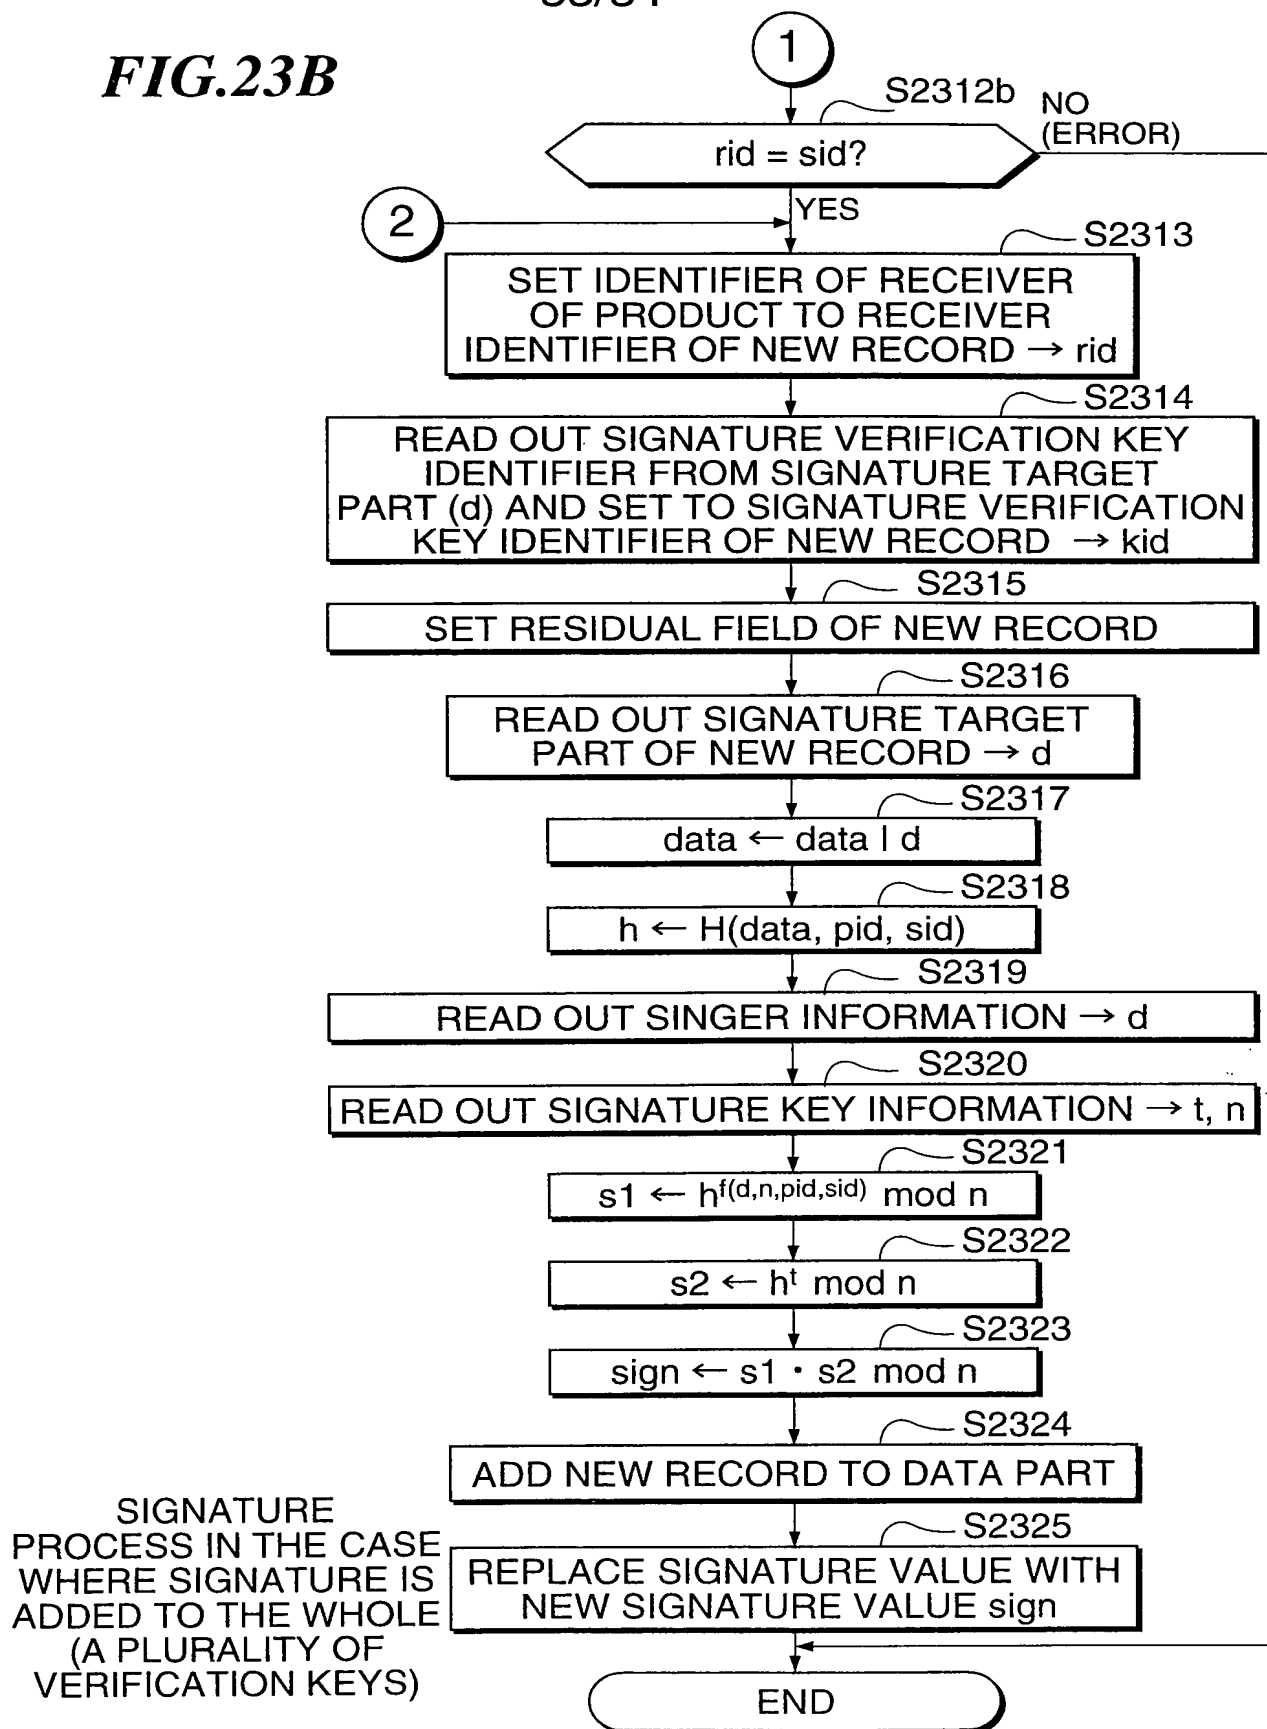 FIG.23B
1
S2312b
NO
(ERROR)
rid = sid?
YES
2
S2313
SET IDENTIFIER OF RECEIVER
OF PRODUCT TO RECEIVER
IDENTIFIER OF NEW RECORD → rid
S2314
READ OUT SIGNATURE VERIFICATION KEY
IDENTIFIER FROM SIGNATURE TARGET
PART (d) AND SET TO SIGNATURE VERIFICATION
KEY IDENTIFIER OF NEW RECORD → kid
S2315
SET RESIDUAL FIELD OF NEW RECORD
S2316
READ OUT SIGNATURE TARGET
PART OF NEW RECORD → d
S2317
data ← data | d
S2318
h ← H(data, pid, sid)
S2319
READ OUT SINGER INFORMATION → d
S2320
READ OUT SIGNATURE KEY INFORMATION → t, n
S2321
s1 ← h^f(d,n,pid,sid) mod n
S2322
s2 ← h^t mod n
S2323
sign ← s1 · s2 mod n
S2324
ADD NEW RECORD TO DATA PART
S2325
REPLACE SIGNATURE VALUE WITH
NEW SIGNATURE VALUE sign
SIGNATURE
PROCESS IN THE CASE
WHERE SIGNATURE IS
ADDED TO THE WHOLE
(A PLURALITY OF
VERIFICATION KEYS)
END